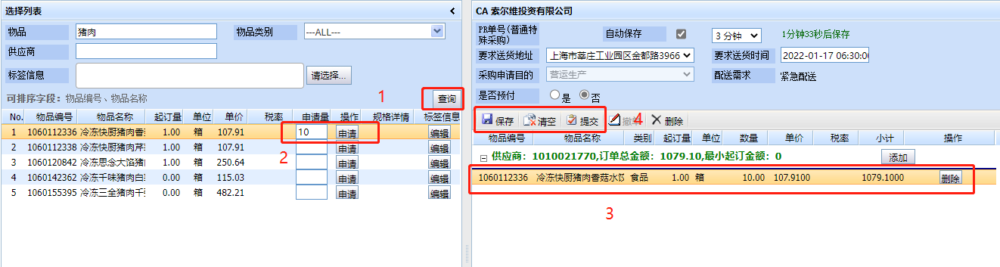 选择列表
物品 猪肉 物品类别 ---ALL---
供应商
标签信息 请选择...
可排序字段: 物品编号、物品名称 1 查询
No. 物品编号 物品名称 起订量 单位 单价 税率 申请量 操作 规格详情 标签信息
1 1060112336 冷冻快厨猪肉香 1.00 箱 107.91 10 申请 编辑
2 1060112338 冷冻快厨猪肉 1.00 箱 107.91 申请 编辑
2
3 1060120842 冷冻思念大馅猪 1.00 箱 250.64 申请 编辑
4 1060142362 冷冻千味猪肉白 0.00 箱 115.03 申请 编辑
5 1060155395 冷冻三全猪肉 0.00 箱 482.21 申请 编辑
CA 索尔维投资有限公司
PR单号(普通特
殊采购) 自动保存 3 分钟 1分钟33秒后保存
要求送货地址 上海市莘庄工业园区金都路3966 要求送货时间 2022-01-17 06:30:00
采购申请目的 营运生产 配送需求 紧急配送
是否预付 是 否
保存 清空 提交 4 删除
物品编号 物品名称 类别 起订量 单位 数量 单价 税率 小计 操作
供应商: 1010021770,订单总金额: 1079.10,最小起订金额: 0 添加
1060112336 冷冻快厨猪肉香菇水饺 食品 1.00 箱 10.00 107.9100 1079.1000 删除
3